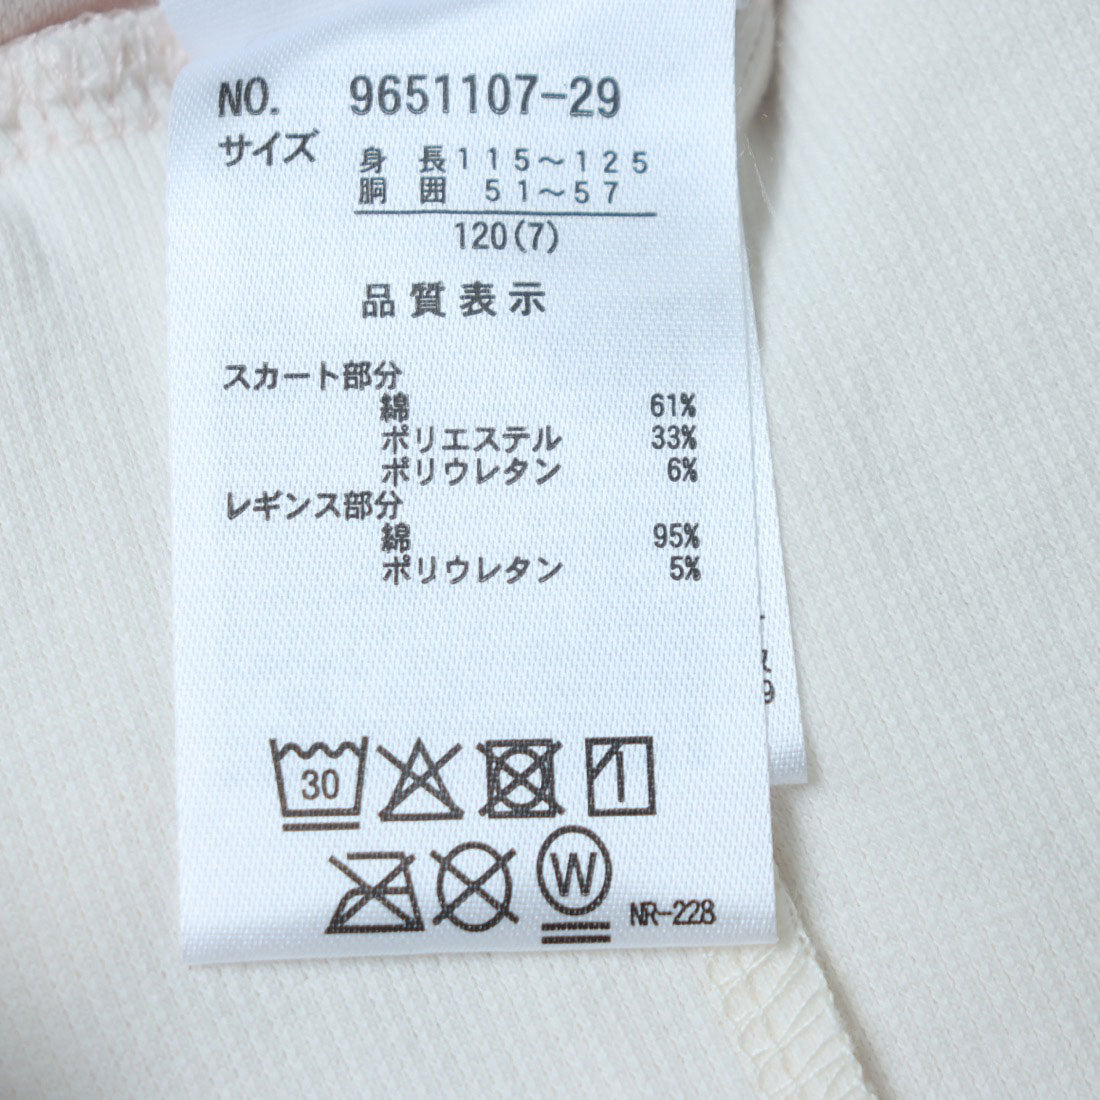 NO. 9651107-29
サイズ
身長115～125
胴囲 51～57
120(7)
品質表示
スカート部分
綿 61%
ポリエステル 33%
ポリウレタン 6%
レギンス部分
綿 95%
ポリウレタン 5%
30
W
NR-228
9